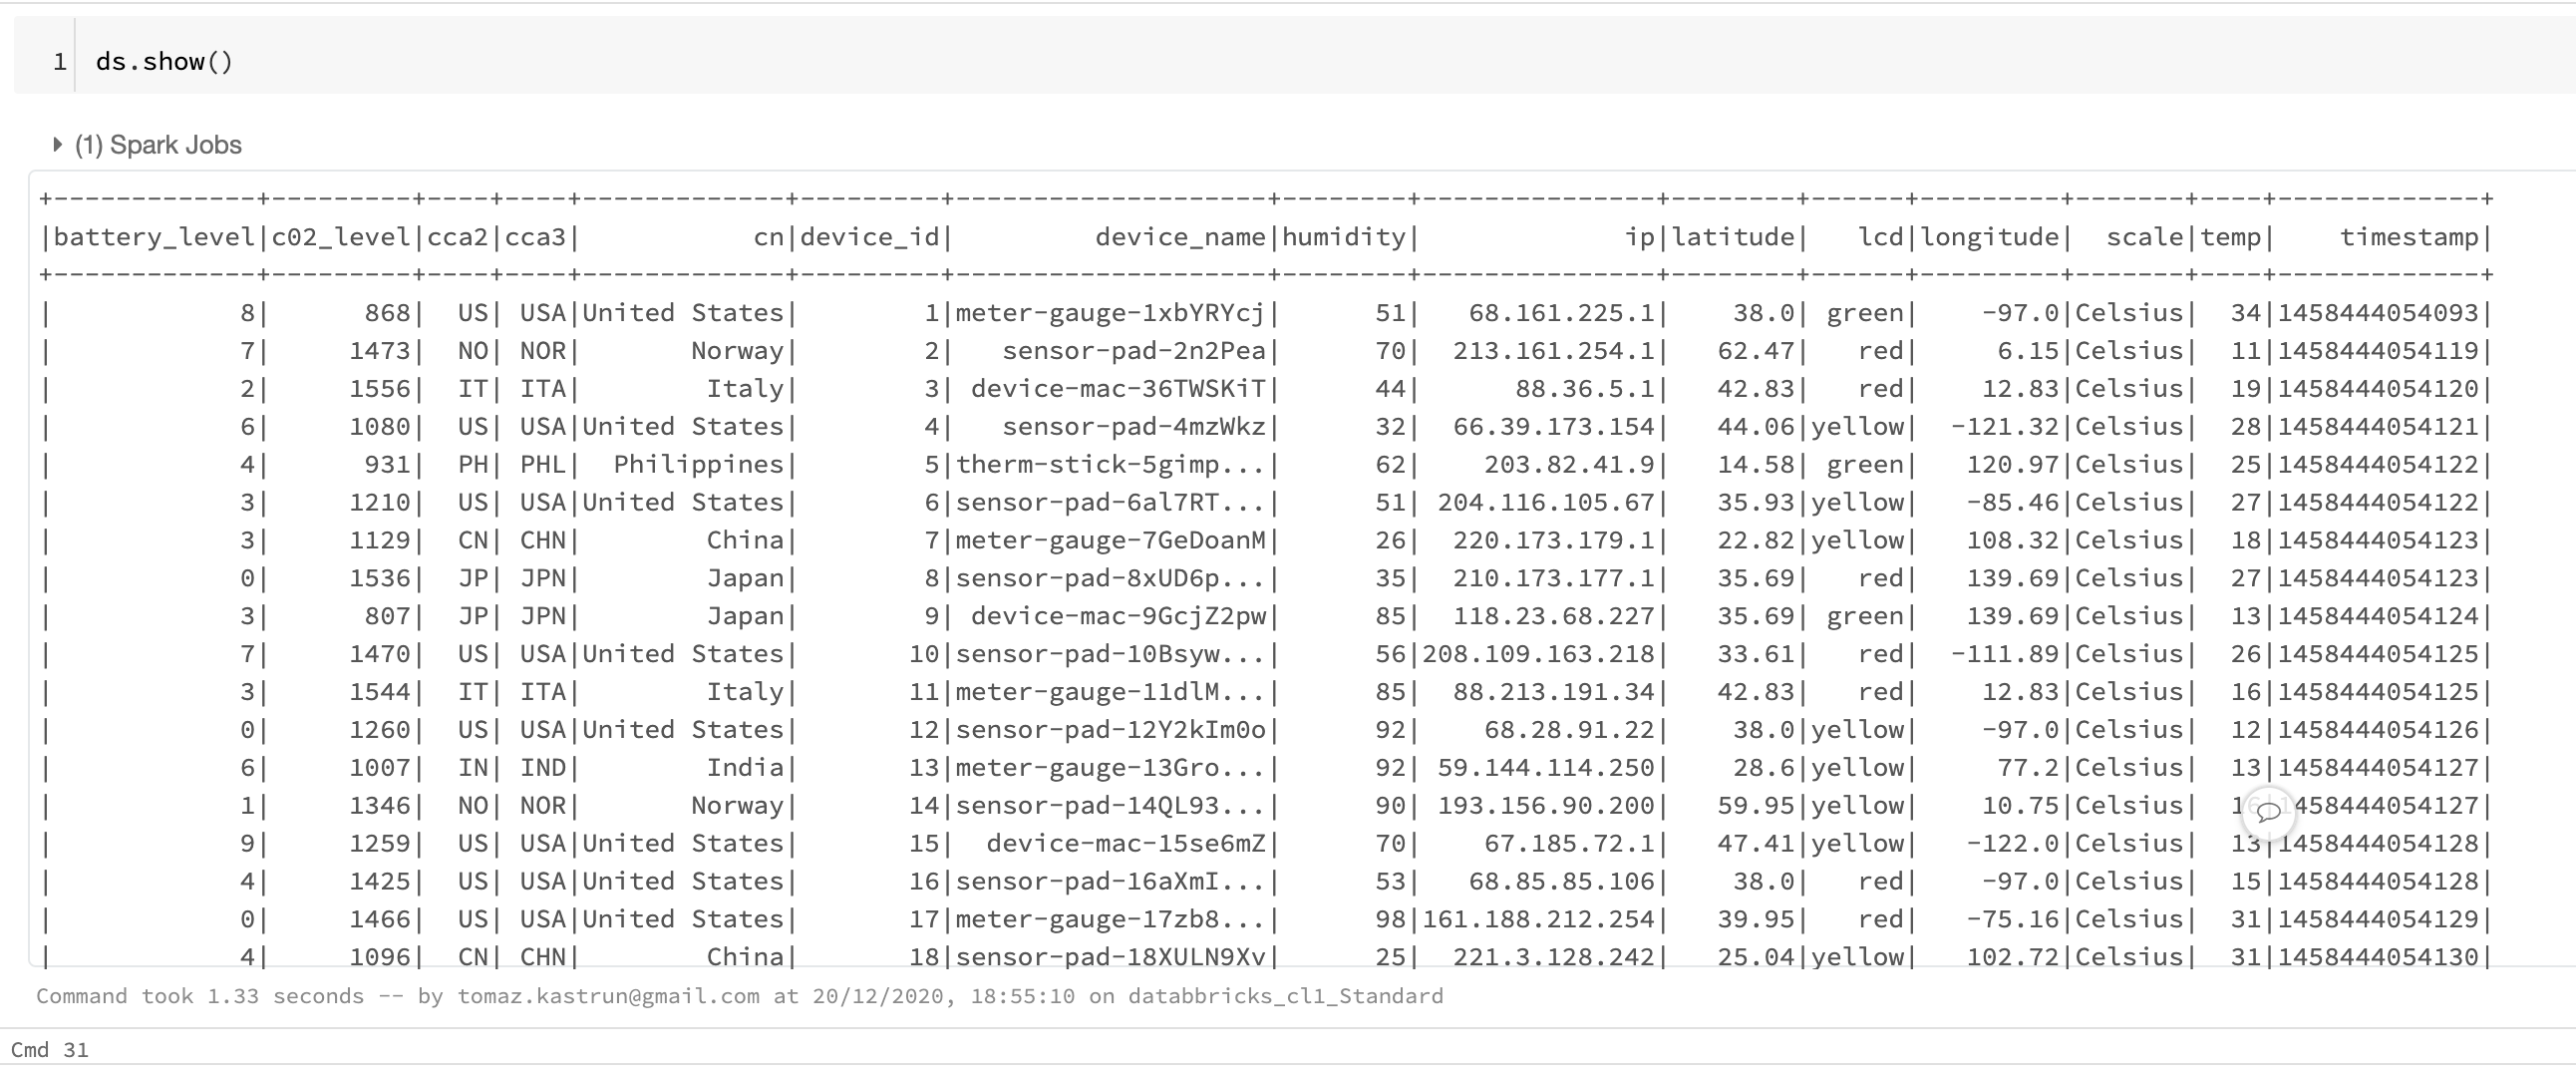 1 ds.show()
(1) Spark Jobs
+-------------+---------+----+----+-------------+---------+---------------------+--------+---------------+--------+------+---------+-------+----+-------------+
|battery_level|c02_level|cca2|cca3|           cn|device_id|         device_name|humidity|             ip|latitude|   lcd|longitude|  scale|temp|    timestamp|
+-------------+---------+----+----+-------------+---------+---------------------+--------+---------------+--------+------+---------+-------+----+-------------+
|            8|      868|  US| USA|United States|        1|meter-gauge-1xbYRYcj|      51|   68.161.225.1|    38.0| green|    -97.0|Celsius|  34|1458444054093|
|            7|     1473|  NO| NOR|       Norway|        2|   sensor-pad-2n2Pea|      70|  213.161.254.1|   62.47|   red|     6.15|Celsius|  11|1458444054119|
|            2|     1556|  IT| ITA|        Italy|        3| device-mac-36TWSKiT|      44|      88.36.5.1|   42.83|   red|    12.83|Celsius|  19|1458444054120|
|            6|     1080|  US| USA|United States|        4|   sensor-pad-4mzWkz|      32|  66.39.173.154|   44.06|yellow|  -121.32|Celsius|  28|1458444054121|
|            4|      931|  PH| PHL|  Philippines|        5|therm-stick-5gimp...|      62|    203.82.41.9|   14.58| green|   120.97|Celsius|  25|1458444054122|
|            3|     1210|  US| USA|United States|        6|sensor-pad-6al7RT...|      51| 204.116.105.67|   35.93|yellow|   -85.46|Celsius|  27|1458444054122|
|            3|     1129|  CN| CHN|        China|        7|meter-gauge-7GeDoanM|      26|  220.173.179.1|   22.82|yellow|   108.32|Celsius|  18|1458444054123|
|            0|     1536|  JP| JPN|        Japan|        8|sensor-pad-8xUD6p...|      35|  210.173.177.1|   35.69|   red|   139.69|Celsius|  27|1458444054123|
|            3|      807|  JP| JPN|        Japan|        9| device-mac-9GcjZ2pw|      85|  118.23.68.227|   35.69| green|   139.69|Celsius|  13|1458444054124|
|            7|     1470|  US| USA|United States|       10|sensor-pad-10Bsyw...|      56|208.109.163.218|   33.61|   red|  -111.89|Celsius|  26|1458444054125|
|            3|     1544|  IT| ITA|        Italy|       11|meter-gauge-11dlM...|      85|  88.213.191.34|   42.83|   red|    12.83|Celsius|  16|1458444054125|
|            0|     1260|  US| USA|United States|       12|sensor-pad-12Y2kIm0o|      92|    68.28.91.22|    38.0|yellow|    -97.0|Celsius|  12|1458444054126|
|            6|     1007|  IN| IND|        India|       13|meter-gauge-13Gro...|      92| 59.144.114.250|    28.6|yellow|     77.2|Celsius|  13|1458444054127|
|            1|     1346|  NO| NOR|       Norway|       14|sensor-pad-14QL93...|      90| 193.156.90.200|   59.95|yellow|    10.75|Celsius|  16|1458444054127|
|            9|     1259|  US| USA|United States|       15|  device-mac-15se6mZ|      70|    67.185.72.1|   47.41|yellow|   -122.0|Celsius|  13|1458444054128|
|            4|     1425|  US| USA|United States|       16|sensor-pad-16aXmI...|      53|   68.85.85.106|    38.0|   red|    -97.0|Celsius|  15|1458444054128|
|            0|     1466|  US| USA|United States|       17|meter-gauge-17zb8...|      98|161.188.212.254|   39.95|   red|   -75.16|Celsius|  31|1458444054129|
|            4|     1096|  CN| CHN|        China|       18|sensor-pad-18XULN9Xv|      25|  221.3.128.242|   25.04|yellow|   102.72|Celsius|  31|1458444054130|
Command took 1.33 seconds -- by tomaz.kastrun@gmail.com at 20/12/2020, 18:55:10 on databbricks_cl1_Standard
Cmd 31